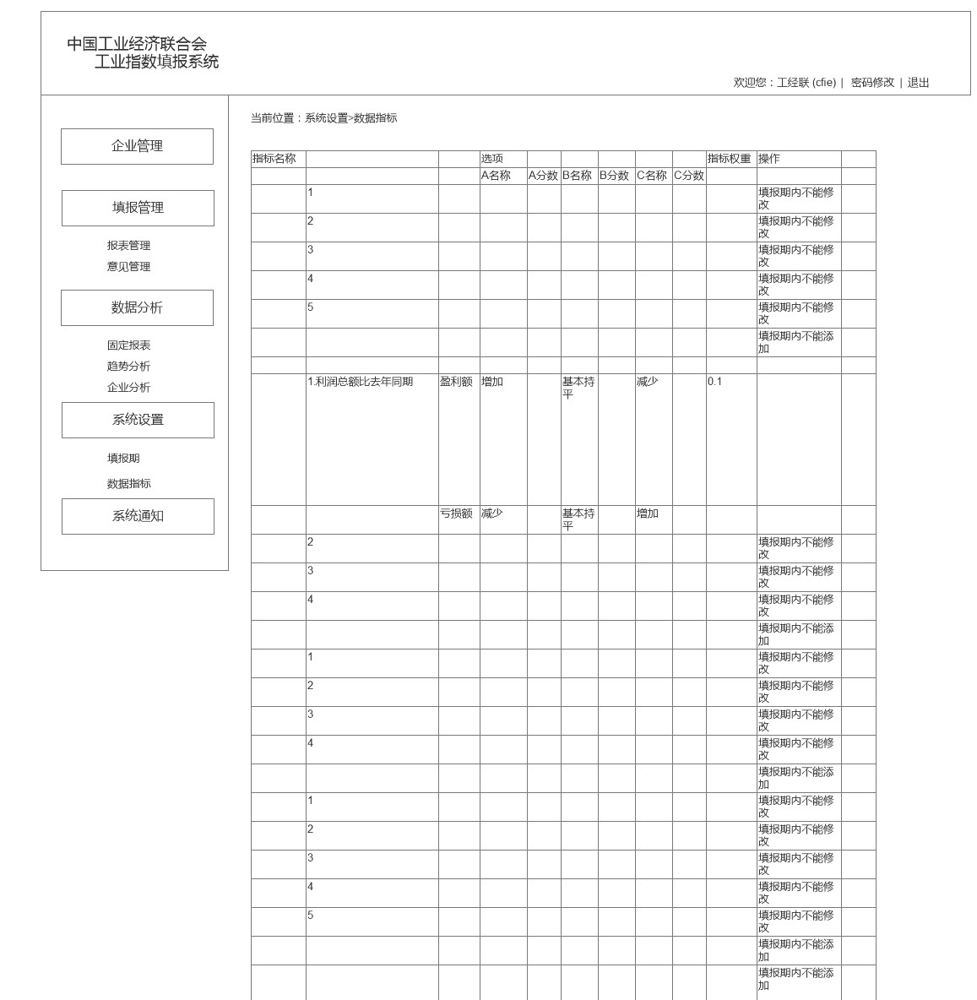 中国工业经济联合会
工业指数填报系统
欢迎您：工经联 (cfie)｜ 密码修改｜退出
当前位置：系统设置>数据指标
企业管理
填报管理
报表管理
意见管理
数据分析
固定报表
趋势分析
企业分析
系统设置
填报期
数据指标
系统通知
指标名称 选项 指标权重 操作
A名称 A分数 B名称 B分数 C名称 C分数
1 填报期内不能修
改
2 填报期内不能修
改
3 填报期内不能修
改
4 填报期内不能修
改
5 填报期内不能修
改
填报期内不能添
加
1.利润总额比去年同期 盈利额 增加 基本持 减少 0.1
平
亏损额 减少 基本持 增加
平
2 填报期内不能修
改
3 填报期内不能修
改
4 填报期内不能修
改
填报期内不能添
加
1 填报期内不能修
改
2 填报期内不能修
改
3 填报期内不能修
改
4 填报期内不能修
改
填报期内不能添
加
1 填报期内不能修
改
2 填报期内不能修
改
3 填报期内不能修
改
4 填报期内不能修
改
5 填报期内不能修
改
填报期内不能添
加
填报期内不能添
加